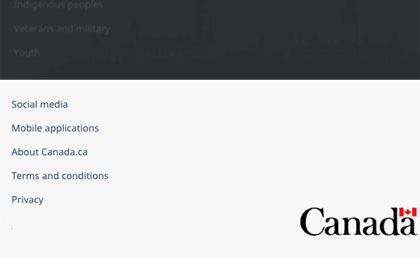 Indigenous peoples
Veterans and military
Youth
Social media
Mobile applications
About Canada.ca
Terms and conditions
Privacy
Canada